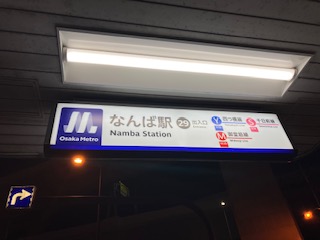 なんば駅 29 出入口
Namba Station
Osaka Metro
Y 四つ橋線
S 千日前線
M 御堂筋線